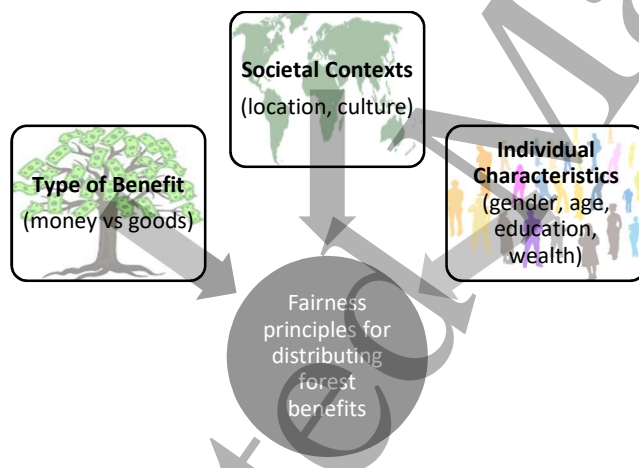 Societal Contexts
(location, culture)
Type of Benefit
(money vs goods)
Individual
Characteristics
(gender, age,
education,
wealth)
Fairness
principles for
distributing
forest
benefits